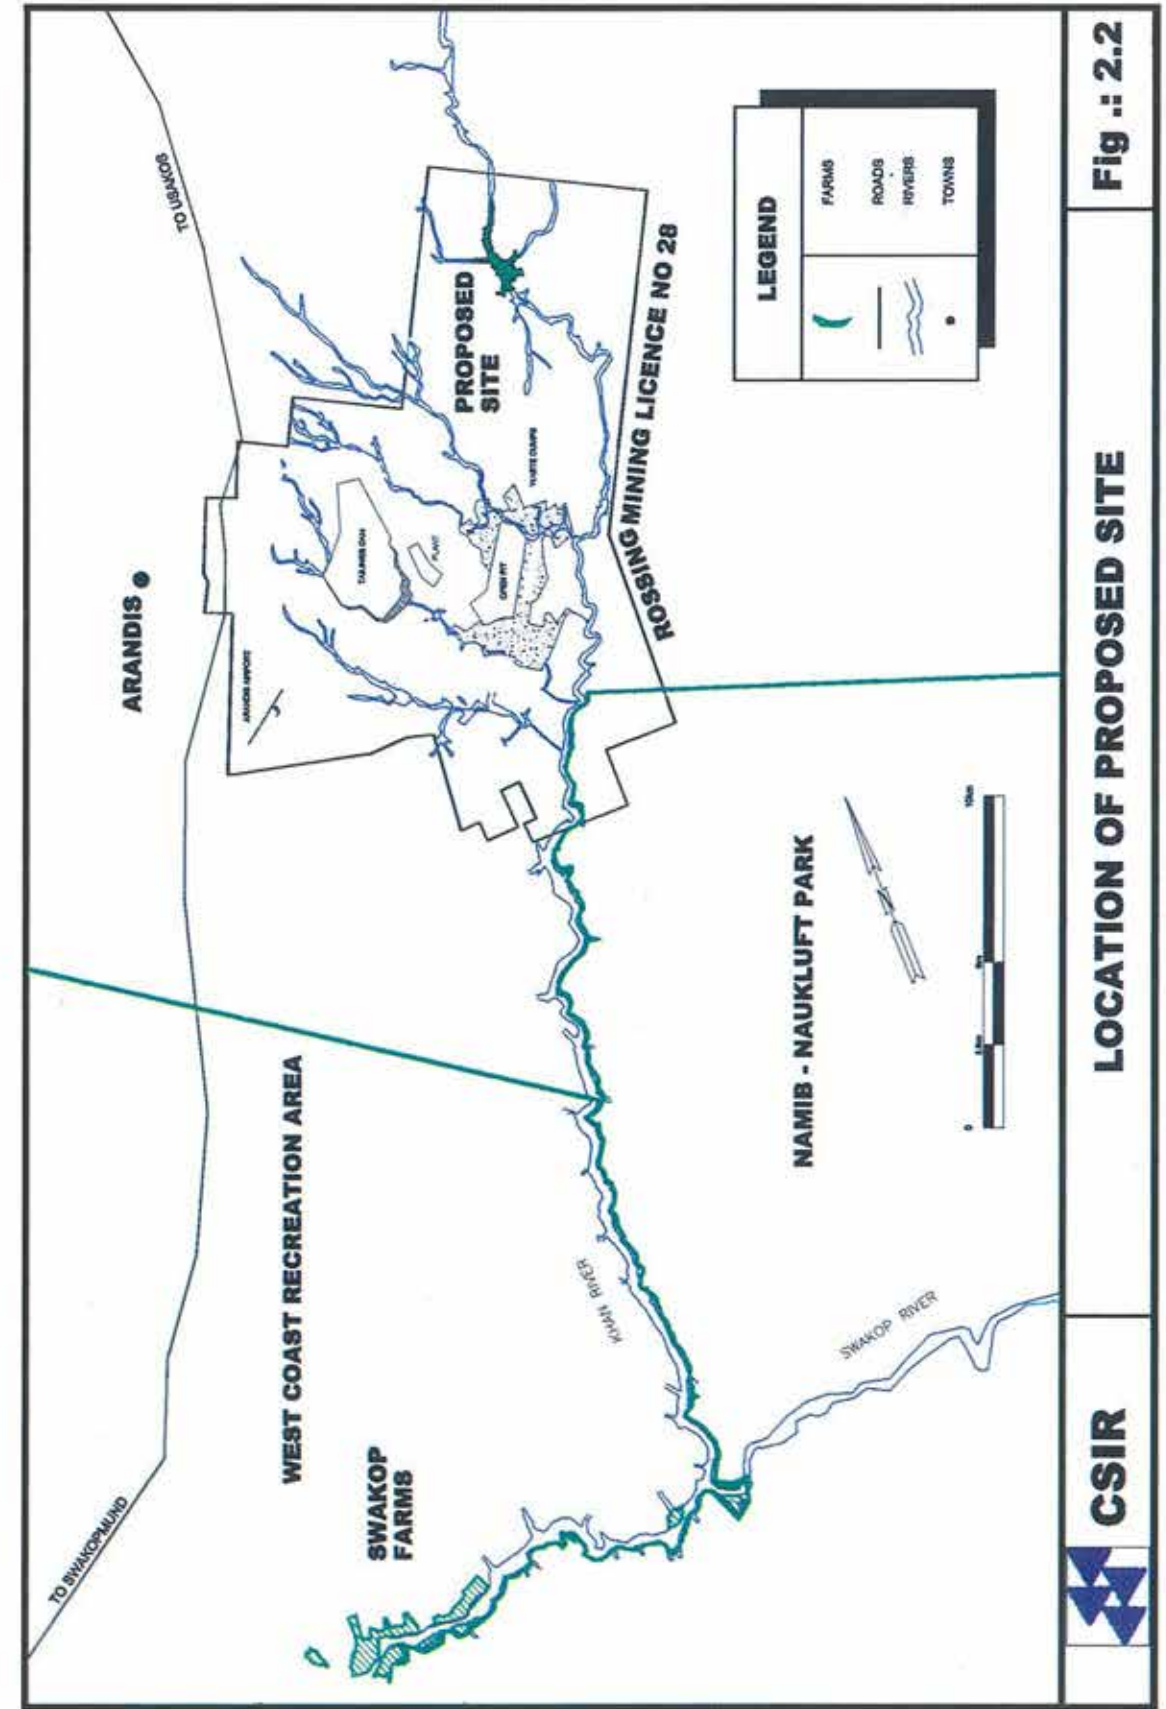 TO USAKOS
ARANDIS
TO SWAKOPMUND
ARANDIS AIRPORT
TAILINGS DAM
PLANT
OPEN PIT
WASTE DUMPS
PROPOSED
SITE
ROSSING MINING LICENCE NO 28
WEST COAST RECREATION AREA
SWAKOP
FARMS
KHAN RIVER
SWAKOP RIVER
NAMIB - NAUKLUFT PARK
N
0
10km
LEGEND
FARMS
ROADS
RIVERS
TOWNS
CSIR
LOCATION OF PROPOSED SITE
Fig .: 2.2